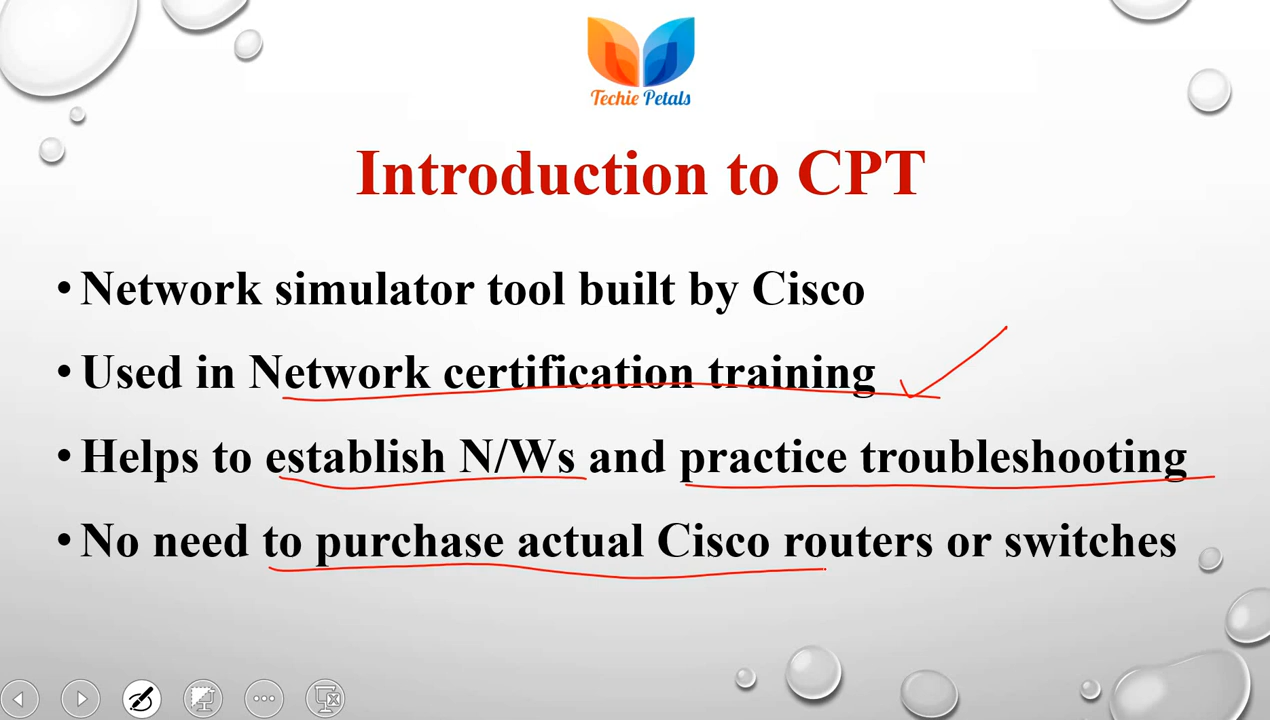 Techie Petals
Introduction to CPT
• Network simulator tool built by Cisco
• Used in Network certification training
• Helps to establish N/Ws and practice troubleshooting
• No need to purchase actual Cisco routers or switches